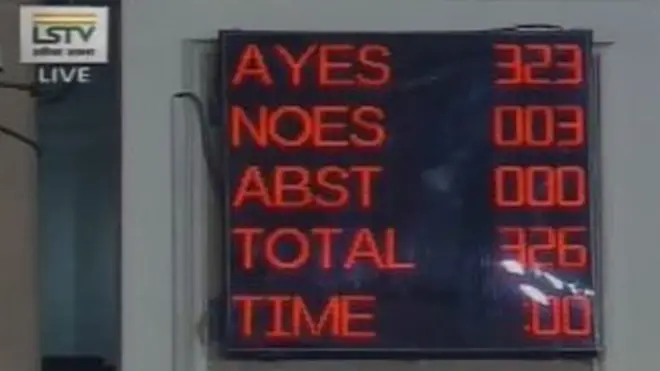 LSTV
LIVE
AYES 323
NOES 003
ABST 000
TOTAL 326
TIME :00